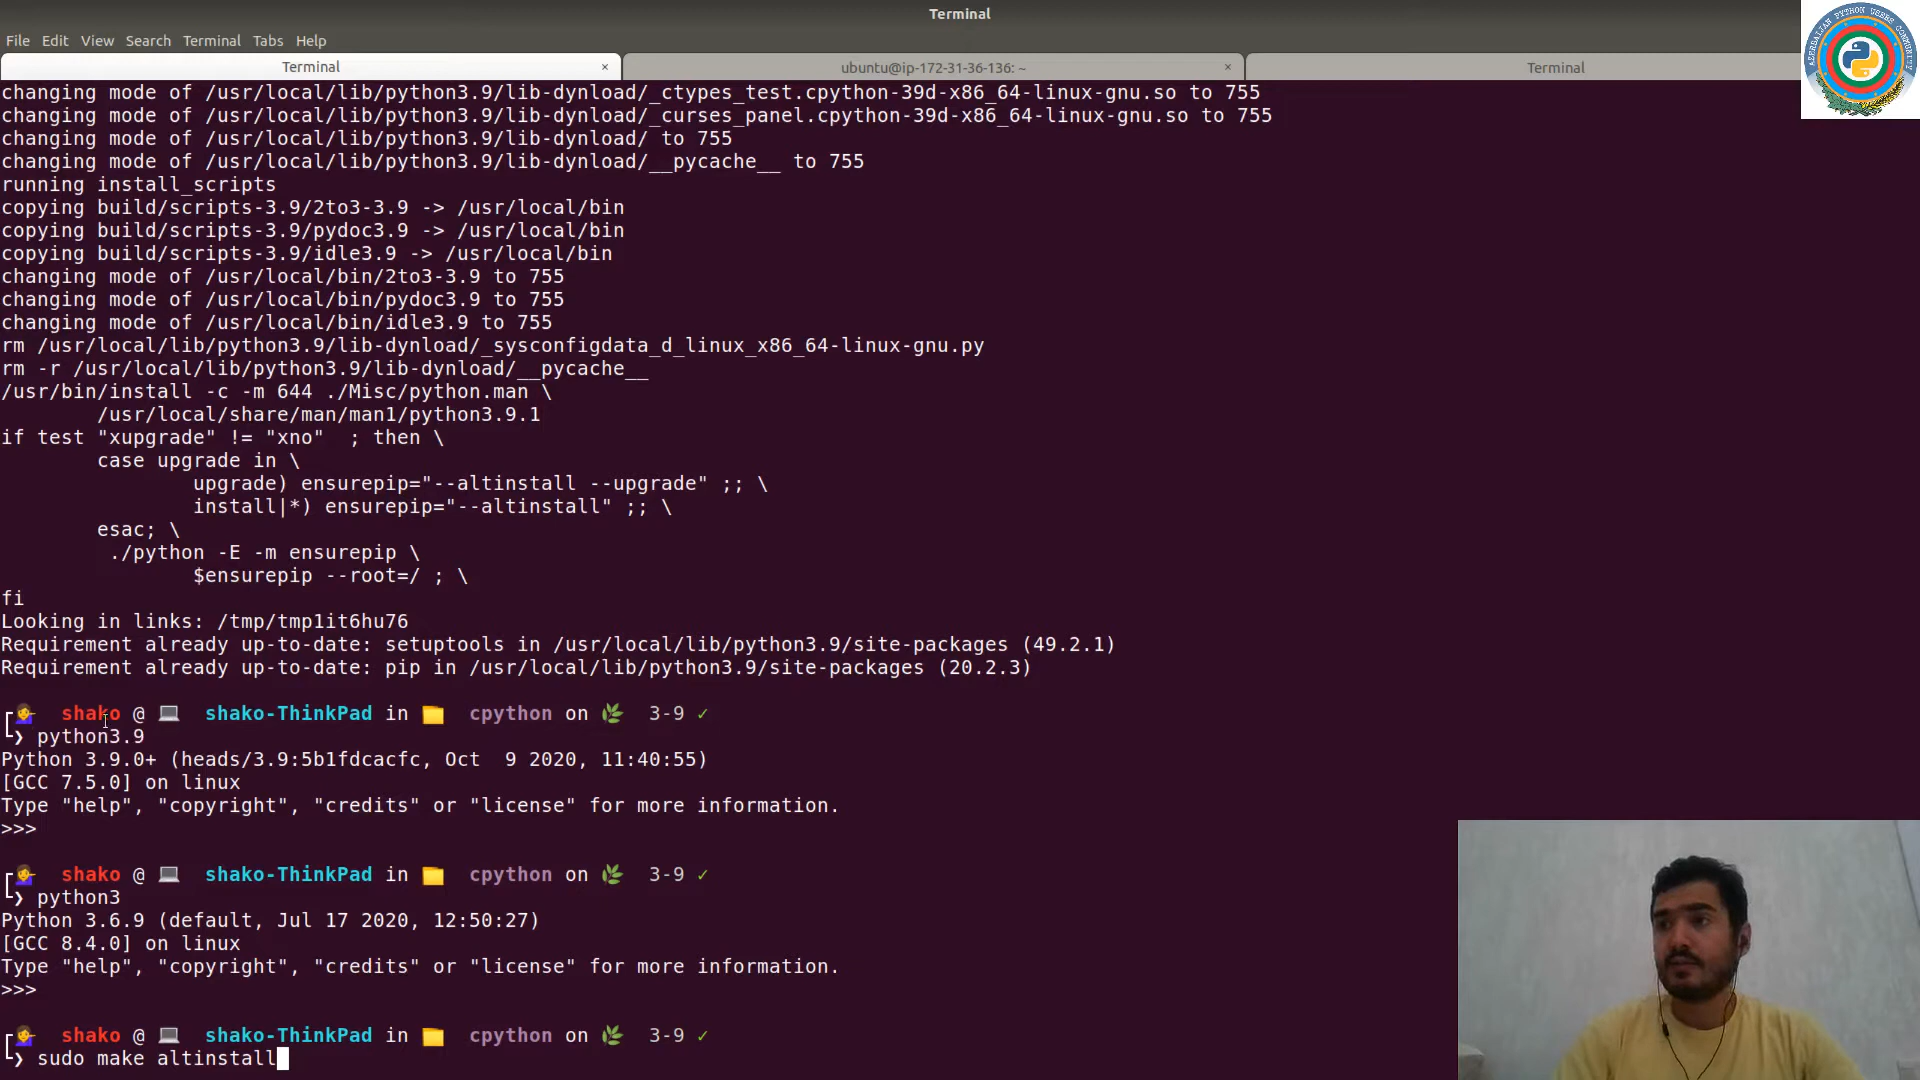 Terminal
File Edit View Search Terminal Tabs Help
Terminal × ubuntu@ip-172-31-36-136: ~ × Terminal
AZERBAIJAN PYTHON USERS COMMUNITY
changing mode of /usr/local/lib/python3.9/lib-dynload/_ctypes_test.cpython-39d-x86_64-linux-gnu.so to 755
changing mode of /usr/local/lib/python3.9/lib-dynload/_curses_panel.cpython-39d-x86_64-linux-gnu.so to 755
changing mode of /usr/local/lib/python3.9/lib-dynload/ to 755
changing mode of /usr/local/lib/python3.9/lib-dynload/__pycache__ to 755
running install_scripts
copying build/scripts-3.9/2to3-3.9 -> /usr/local/bin
copying build/scripts-3.9/pydoc3.9 -> /usr/local/bin
copying build/scripts-3.9/idle3.9 -> /usr/local/bin
changing mode of /usr/local/bin/2to3-3.9 to 755
changing mode of /usr/local/bin/pydoc3.9 to 755
changing mode of /usr/local/bin/idle3.9 to 755
rm /usr/local/lib/python3.9/lib-dynload/_sysconfigdata_d_linux_x86_64-linux-gnu.py
rm -r /usr/local/lib/python3.9/lib-dynload/__pycache__
/usr/bin/install -c -m 644 ./Misc/python.man \
/usr/local/share/man/man1/python3.9.1
if test "xupgrade" != "xno"  ; then \
case upgrade in \
upgrade) ensurepip="--altinstall --upgrade" ;; \
install|*) ensurepip="--altinstall" ;; \
esac; \
./python -E -m ensurepip \
$ensurepip --root=/ ; \
fi
Looking in links: /tmp/tmp1it6hu76
Requirement already up-to-date: setuptools in /usr/local/lib/python3.9/site-packages (49.2.1)
Requirement already up-to-date: pip in /usr/local/lib/python3.9/site-packages (20.2.3)
shako @ shako-ThinkPad in cpython on 3-9 ✓
❯ python3.9
Python 3.9.0+ (heads/3.9:5b1fdcacfc, Oct  9 2020, 11:40:55)
[GCC 7.5.0] on linux
Type "help", "copyright", "credits" or "license" for more information.
>>>
shako @ shako-ThinkPad in cpython on 3-9 ✓
❯ python3
Python 3.6.9 (default, Jul 17 2020, 12:50:27)
[GCC 8.4.0] on linux
Type "help", "copyright", "credits" or "license" for more information.
>>>
shako @ shako-ThinkPad in cpython on 3-9 ✓
❯ sudo make altinstall